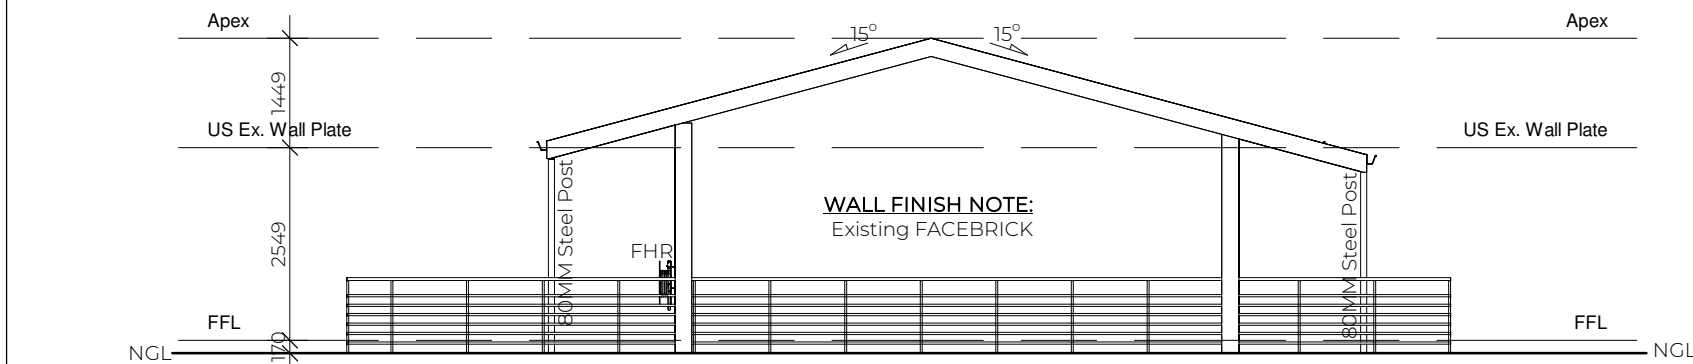 Apex
Apex
15°
15°
1449
US Ex. Wall Plate
US Ex. Wall Plate
80MM Steel Post
80MM Steel Post
WALL FINISH NOTE:
Existing FACEBRICK
2549
FHR
FFL
FFL
170
NGL
NGL